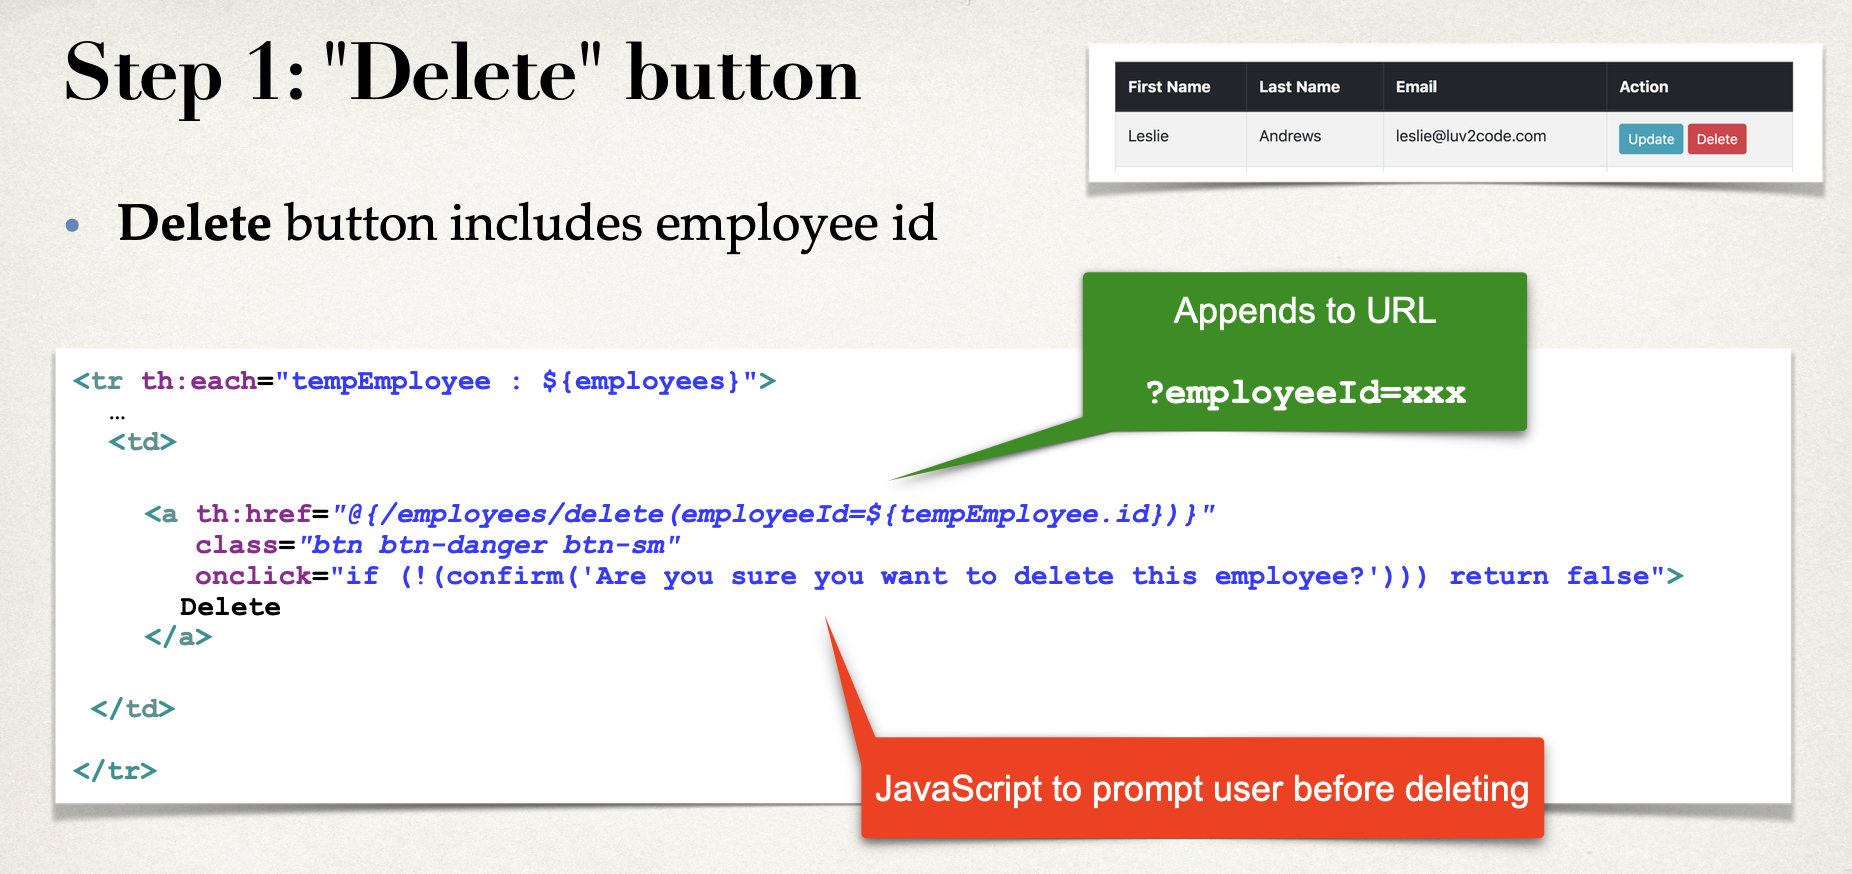 Step 1: "Delete" button
First Name Last Name Email Action
Leslie Andrews leslie@luv2code.com Update Delete
• Delete button includes employee id
Appends to URL
?employeeId=xxx
<tr th:each="tempEmployee : ${employees}">
…
<td>
<a th:href="@{/employees/delete(employeeId=${tempEmployee.id})}"
class="btn btn-danger btn-sm"
onclick="if (!(confirm('Are you sure you want to delete this employee?'))) return false">
Delete
</a>
</td>
</tr>
JavaScript to prompt user before deleting